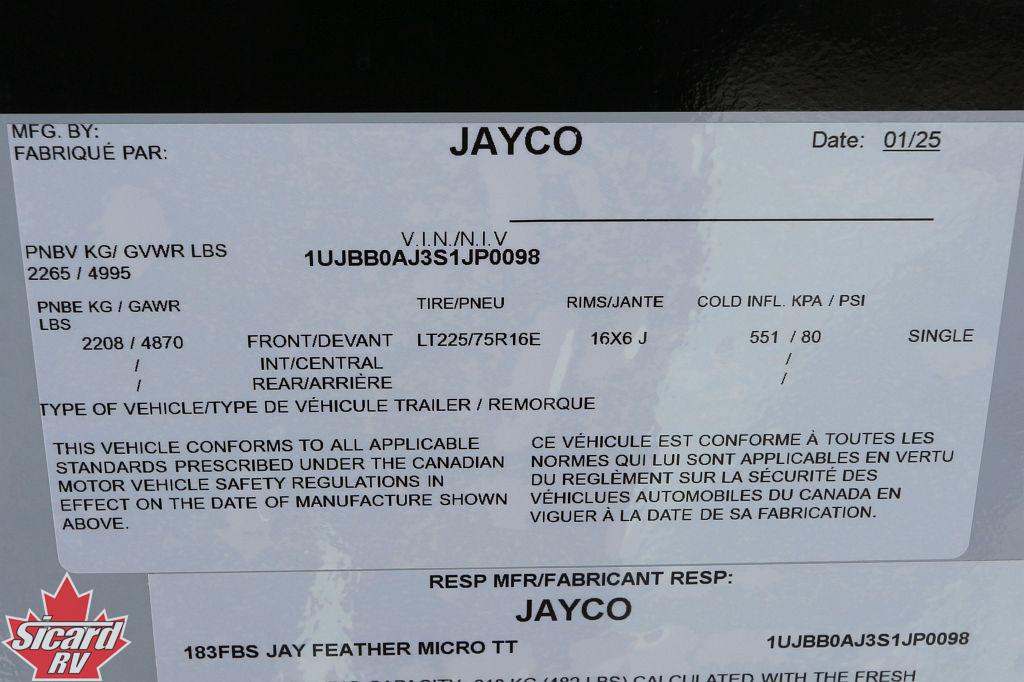 MFG. BY:
FABRIQUÉ PAR:
JAYCO
Date: 01/25
V.I.N./N.I.V
1UJBB0AJ3S1JP0098
PNBV KG/ GVWR LBS
2265 / 4995
PNBE KG / GAWR
LBS
TIRE/PNEU RIMS/JANTE COLD INFL. KPA / PSI
2208 / 4870 FRONT/DEVANT LT225/75R16E 16X6 J 551 / 80 SINGLE
/ INT/CENTRAL /
/ REAR/ARRIÈRE /
TYPE OF VEHICLE/TYPE DE VÉHICULE TRAILER / REMORQUE
THIS VEHICLE CONFORMS TO ALL APPLICABLE
STANDARDS PRESCRIBED UNDER THE CANADIAN
MOTOR VEHICLE SAFETY REGULATIONS IN
EFFECT ON THE DATE OF MANUFACTURE SHOWN
ABOVE.
CE VÉHICULE EST CONFORME À TOUTES LES
NORMES QUI LUI SONT APPLICABLES EN VERTU
DU REGLÈMENT SUR LA SÉCURITÉ DES
VÉHICLUES AUTOMOBILES DU CANADA EN
VIGUER À LA DATE DE SA FABRICATION.
RESP MFR/FABRICANT RESP:
JAYCO
183FBS JAY FEATHER MICRO TT 1UJBB0AJ3S1JP0098
CALCULATED WITH THE FRESH
Sicard
RV